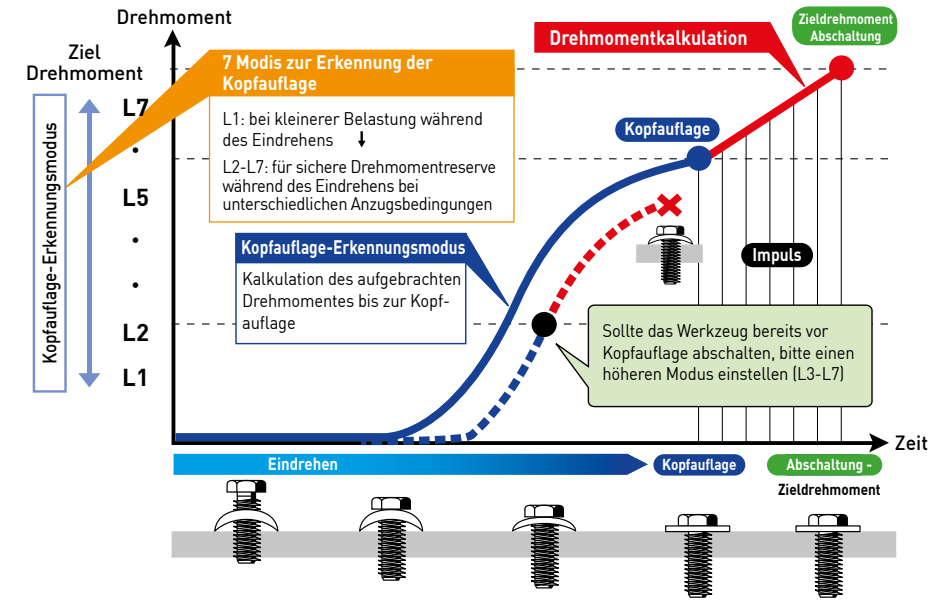 Drehmoment
Ziel
Drehmoment
Kopfauflage-Erkennungsmodus
L7
L5
L2
L1
7 Modis zur Erkennung der
Kopfauflage
L1: bei kleinerer Belastung während
des Eindrehens
L2-L7: für sichere Drehmomentreserve
während des Eindrehens bei
unterschiedlichen Anzugsbedingungen
Kopfauflage-Erkennungsmodus
Kalkulation des aufgebrachten
Drehmomentes bis zur Kopf-
auflage
Drehmomentkalkulation
Zieldrehmoment
Abschaltung
Kopfauflage
Impuls
Sollte das Werkzeug bereits vor
Kopfauflage abschalten, bitte einen
höheren Modus einstellen (L3-L7)
Zeit
Eindrehen
Kopfauflage
Abschaltung -
Zieldrehmoment